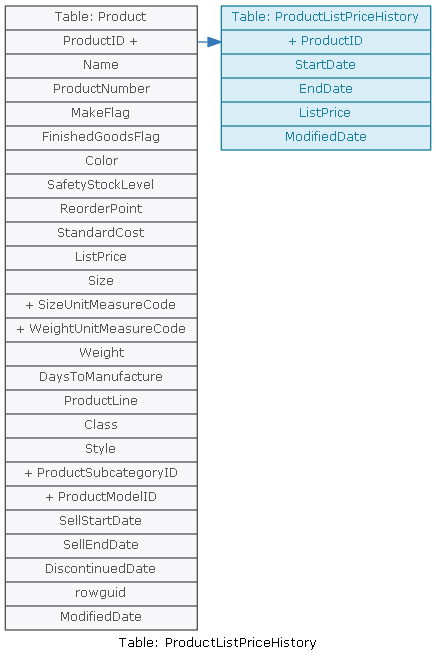 Table: Product
ProductID +
Name
ProductNumber
MakeFlag
FinishedGoodsFlag
Color
SafetyStockLevel
ReorderPoint
StandardCost
ListPrice
Size
+ SizeUnitMeasureCode
+ WeightUnitMeasureCode
Weight
DaysToManufacture
ProductLine
Class
Style
+ ProductSubcategoryID
+ ProductModelID
SellStartDate
SellEndDate
DiscontinuedDate
rowguid
ModifiedDate
Table: ProductListPriceHistory
+ ProductID
StartDate
EndDate
ListPrice
ModifiedDate
Table: ProductListPriceHistory